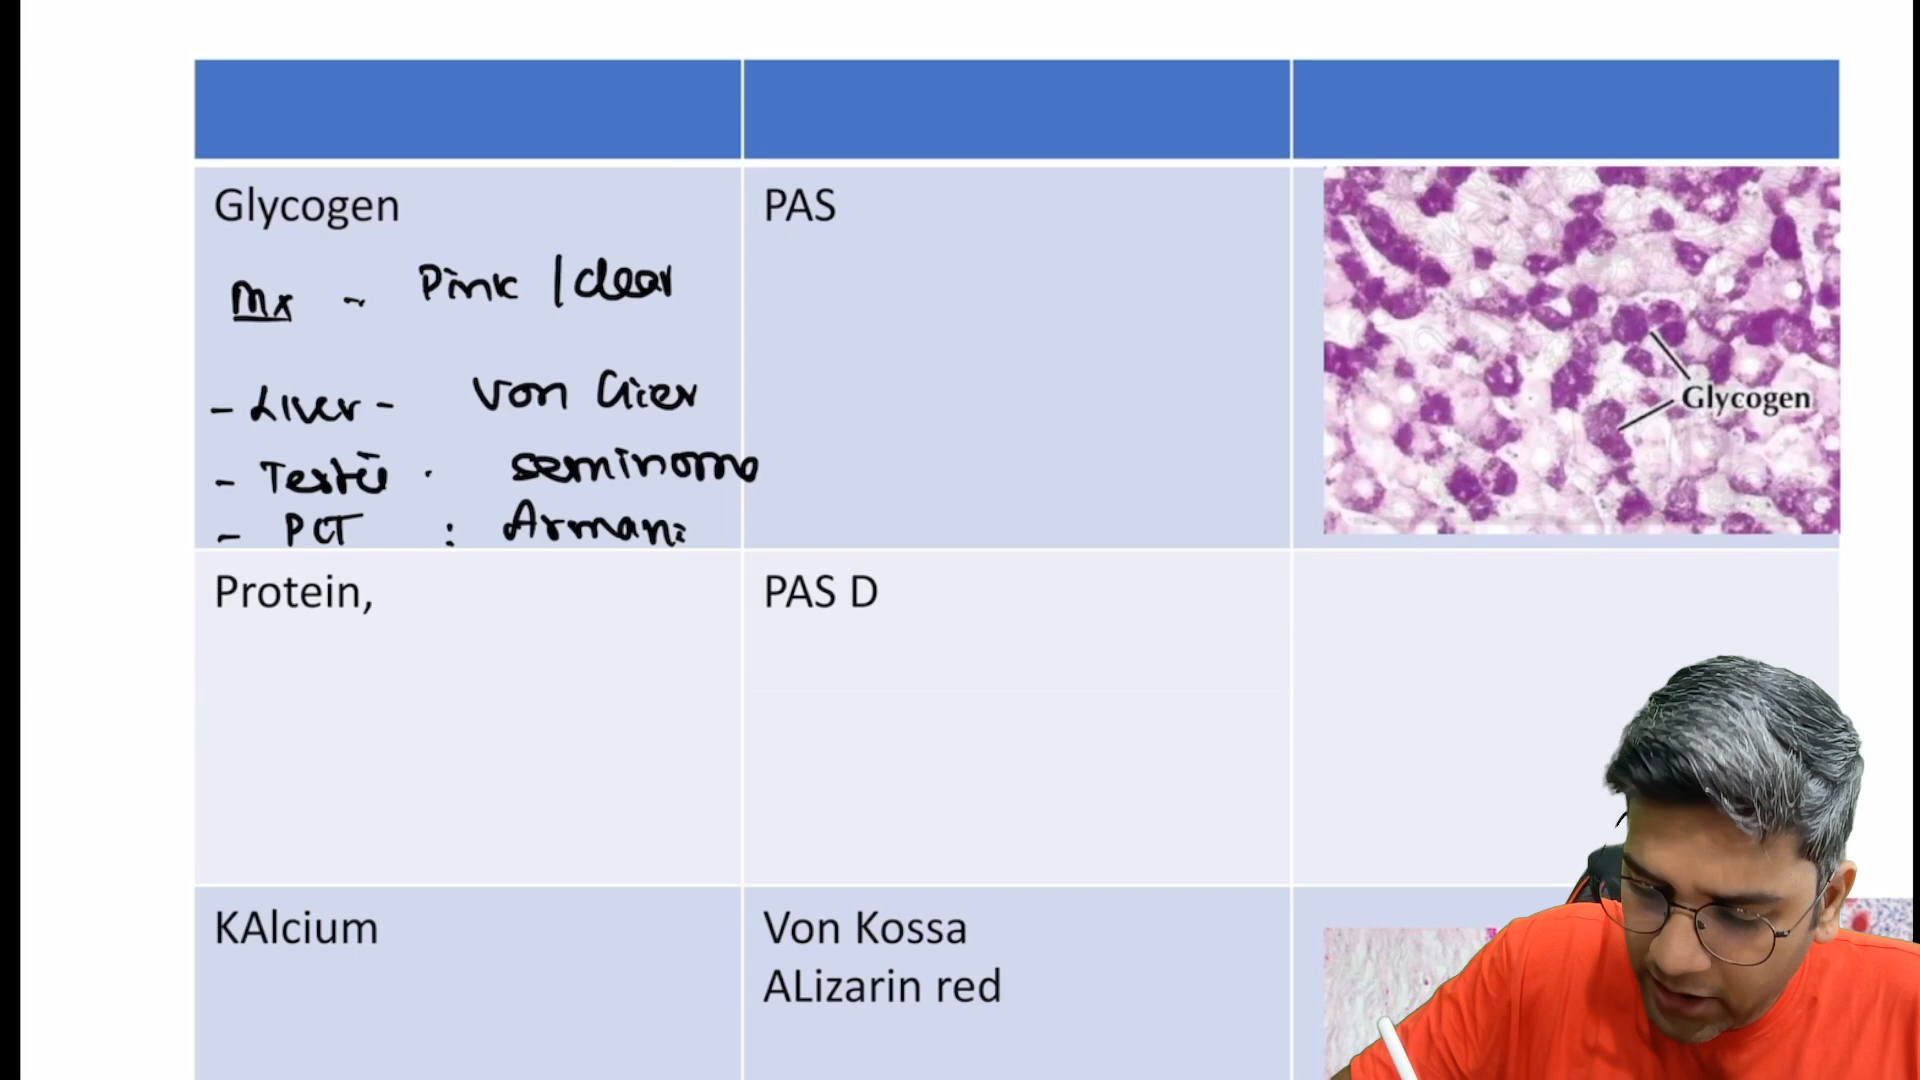 Glycogen
PAS
Mx - Pink / clear
- Liver - Von Gier
- Testis - seminoma
- PCT : Armani
Glycogen
Protein,
PAS D
KAlcium
Von Kossa
ALizarin red